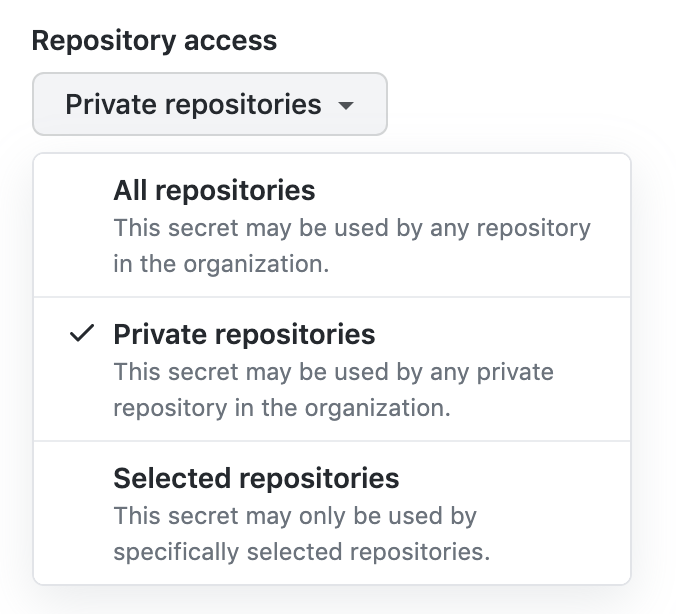 Repository access
Private repositories
All repositories
This secret may be used by any repository
in the organization.
Private repositories
This secret may be used by any private
repository in the organization.
Selected repositories
This secret may only be used by
specifically selected repositories.